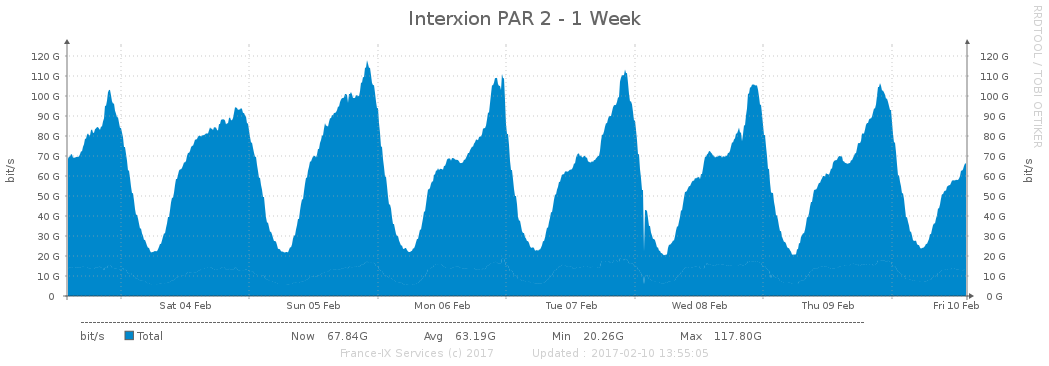 Interxion PAR 2 - 1 Week
RRDTOOL / TOBI OETIKER
bit/s
120 G
110 G
100 G
90 G
80 G
70 G
60 G
50 G
40 G
30 G
20 G
10 G
0
120 G
110 G
100 G
90 G
80 G
70 G
60 G
50 G
40 G
30 G
20 G
10 G
0 G
bit/s
Sat 04 Feb Sun 05 Feb Mon 06 Feb Tue 07 Feb Wed 08 Feb Thu 09 Feb Fri 10 Feb
bit/s Total Now 67.84G Avg 63.19G Min 20.26G Max 117.80G
France-IX Services (c) 2017 Updated : 2017-02-10 13:55:05